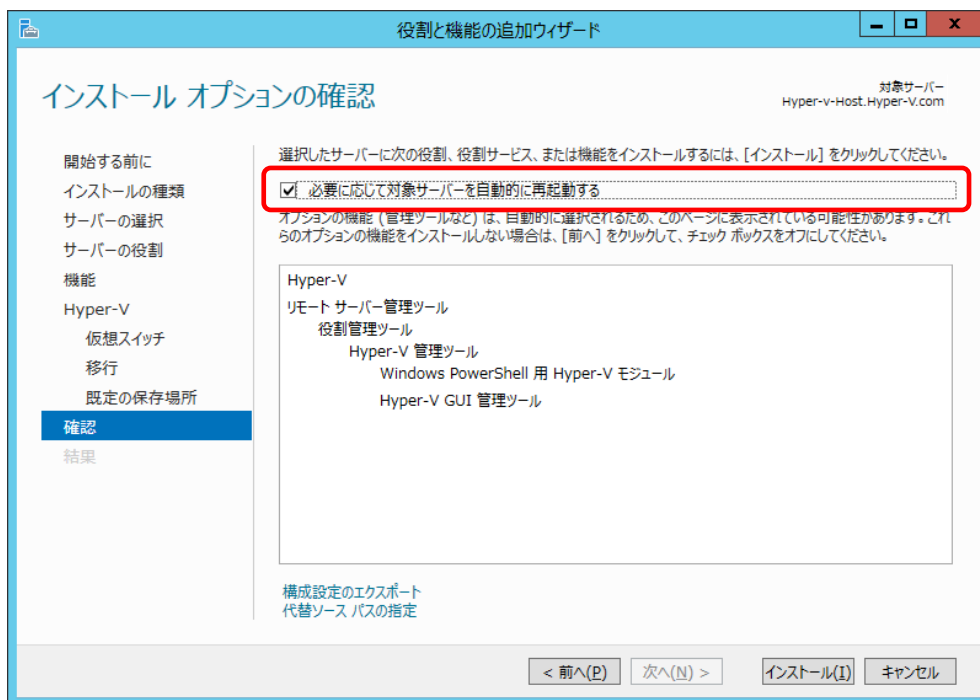 役割と機能の追加ウィザード
インストール オプションの確認
対象サーバー
Hyper-v-Host.Hyper-V.com
開始する前に
インストールの種類
サーバーの選択
サーバーの役割
機能
Hyper-V
仮想スイッチ
移行
既定の保存場所
確認
結果
選択したサーバーに次の役割、役割サービス、または機能をインストールするには、[インストール] をクリックしてください。
必要に応じて対象サーバーを自動的に再起動する
オプションの機能 (管理ツールなど) は、自動的に選択されるため、このページに表示されている可能性があります。これ
らのオプションの機能をインストールしない場合は、[前へ] をクリックして、チェック ボックスをオフにしてください。
Hyper-V
リモート サーバー管理ツール
役割管理ツール
Hyper-V 管理ツール
Windows PowerShell 用 Hyper-V モジュール
Hyper-V GUI 管理ツール
構成設定のエクスポート
代替ソース パスの指定
< 前へ(P)
次へ(N) >
インストール(I)
キャンセル